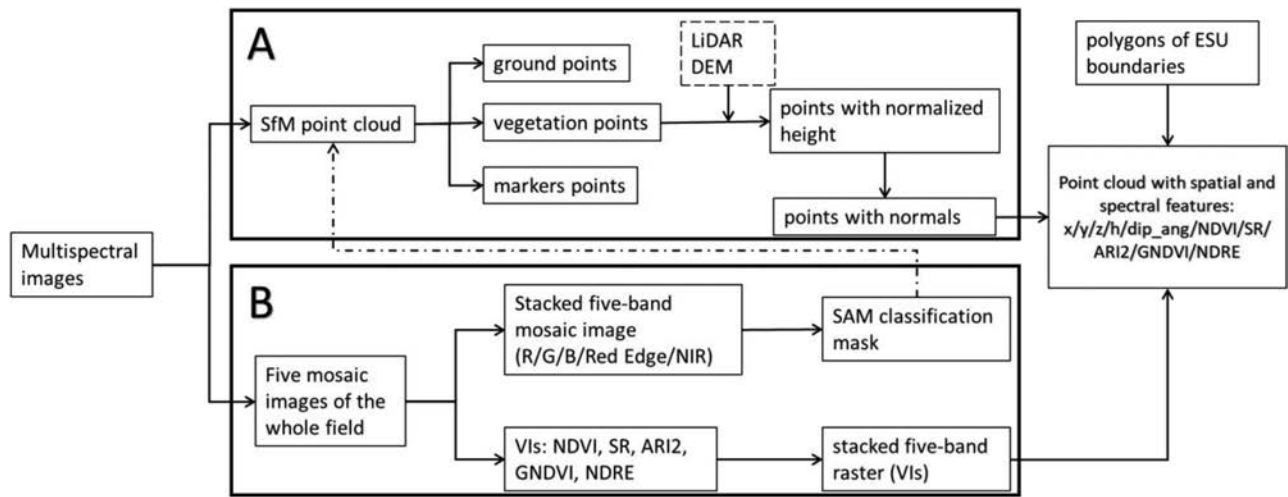 A
LiDAR
DEM
ground points
polygons of ESU
boundaries
SfM point cloud
vegetation points
points with normalized
height
markers points
points with normals
Point cloud with spatial and
spectral features:
x/y/z/h/dip_ang/NDVI/SR/
ARI2/GNDVI/NDRE
Multispectral
images
B
Stacked five-band
mosaic image
(R/G/B/Red Edge/NIR)
SAM classification
mask
Five mosaic
images of the
whole field
VIs: NDVI, SR, ARI2,
GNDVI, NDRE
stacked five-band
raster (VIs)